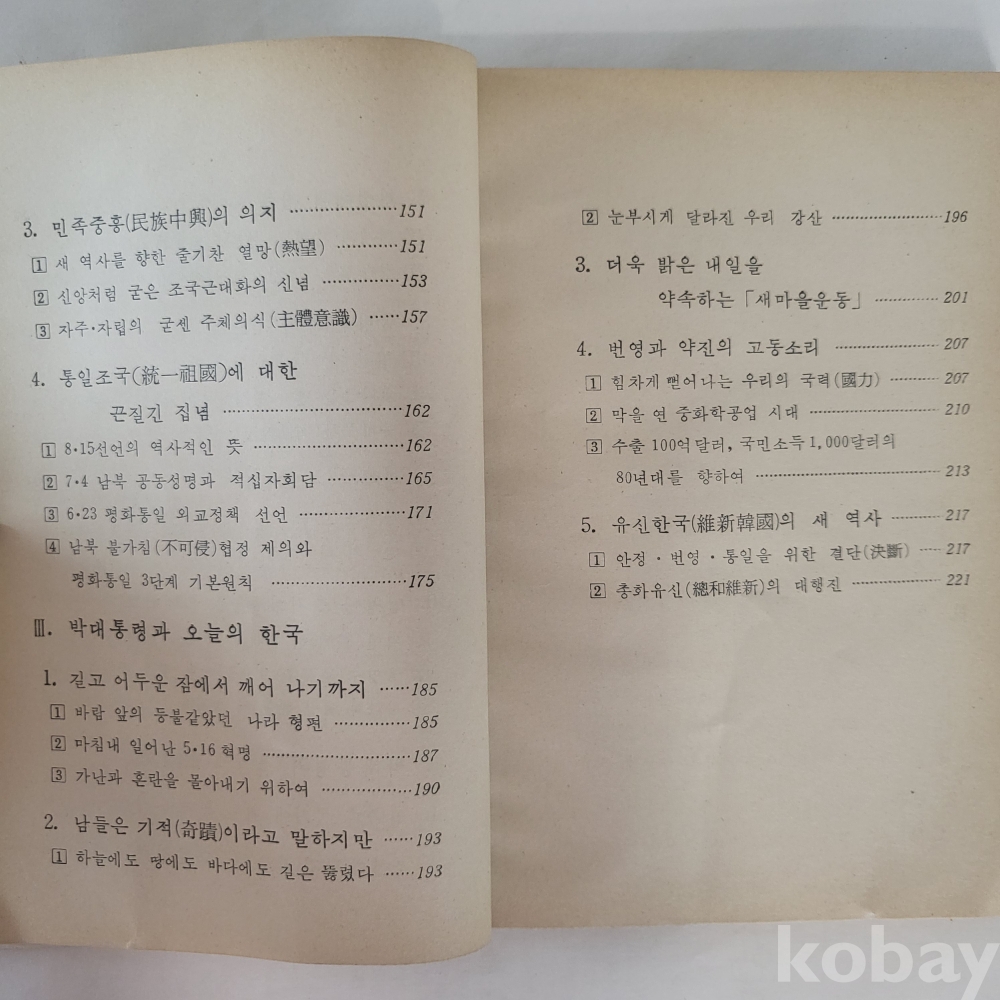 3. 민족중흥(民族中興)의 의지 …………………151
1 새 역사를 향한 줄기찬 열망(熱望) …………151
2 신앙처럼 굳은 조국근대화의 신념 ……………153
3 자주·자립의 굳센 주체의식(主體意識) ……157
4. 통일조국(統一祖國)에 대한
끈질긴 집념 ………………………………162
1 8·15선언의 역사적인 뜻 …………………………162
2 7·4 남북 공동성명과 적십자회담 ……………165
3 6·23 평화통일 외교정책 선언 …………………171
4 남북 불가침(不可侵)협정 제의와
평화통일 3단계 기본원칙 ………………………175
Ⅲ. 박대통령과 오늘의 한국
1. 길고 어두운 잠에서 깨어 나기까지 ……185
1 바람 앞의 등불같았던 나라 형편 ……………185
2 마침내 일어난 5·16 혁명 ………………………187
3 가난과 혼란을 몰아내기 위하여 ………………190
2. 남들은 기적(奇蹟)이라고 말하지만 ……193
1 하늘에도 땅에도 바다에도 길은 뚫렸다 ……193
2 눈부시게 달라진 우리 강산 …………………196
3. 더욱 밝은 내일을
약속하는 「새마을운동」 …………201
4. 번영과 약진의 고동소리 …………………207
1 힘차게 뻗어나는 우리의 국력(國力) …………207
2 막을 연 중화학공업 시대 ……………………210
3 수출 100억달러, 국민소득 1,000달러의
80년대를 향하여 ………………………………213
5. 유신한국(維新韓國)의 새 역사 …………217
1 안정·번영·통일을 위한 결단(決斷) ……217
2 총화유신(總和維新)의 대행진 ………………221
kobay